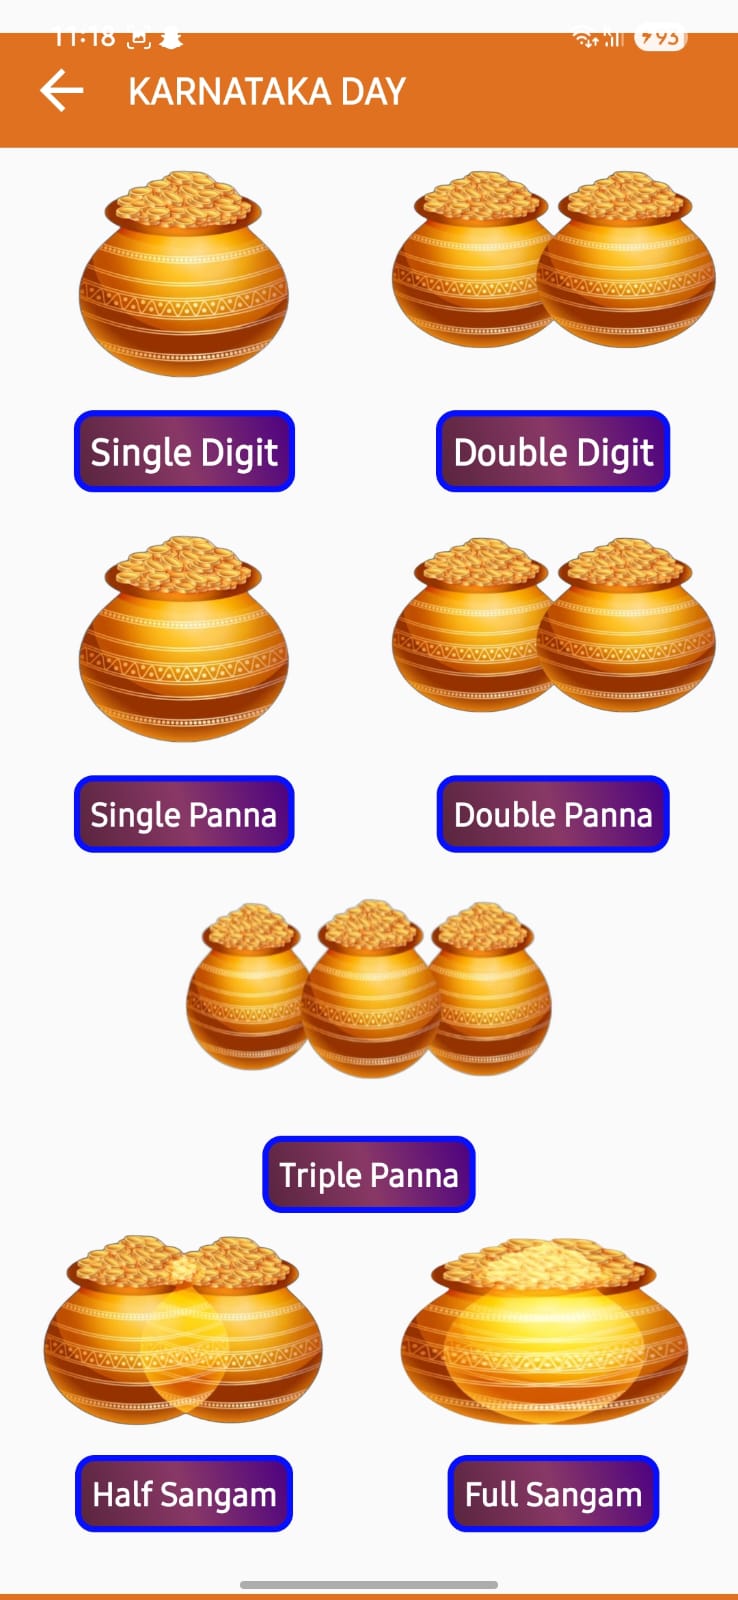 11:18 93
KARNATAKA DAY
Single Digit Double Digit
Single Panna Double Panna
Triple Panna
Half Sangam Full Sangam